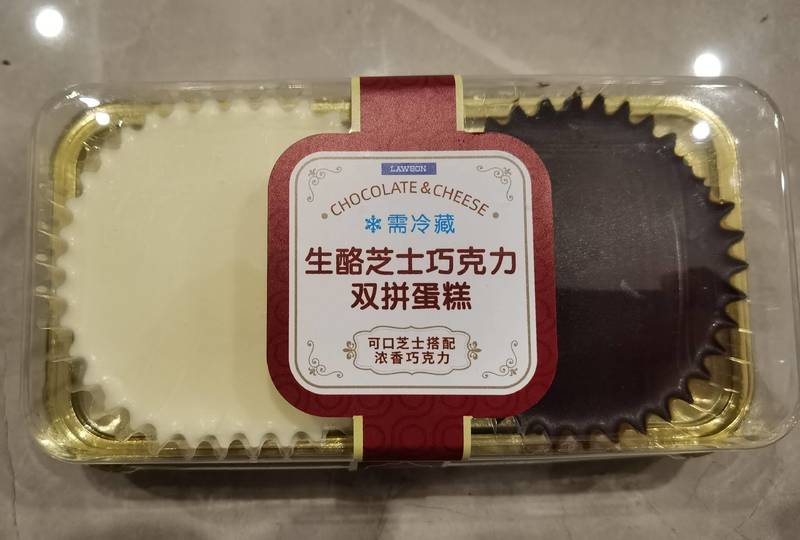 LAWSON
CHOCOLATE & CHEESE
需冷藏
生酪芝士巧克力
双拼蛋糕
可口芝士搭配
浓香巧克力